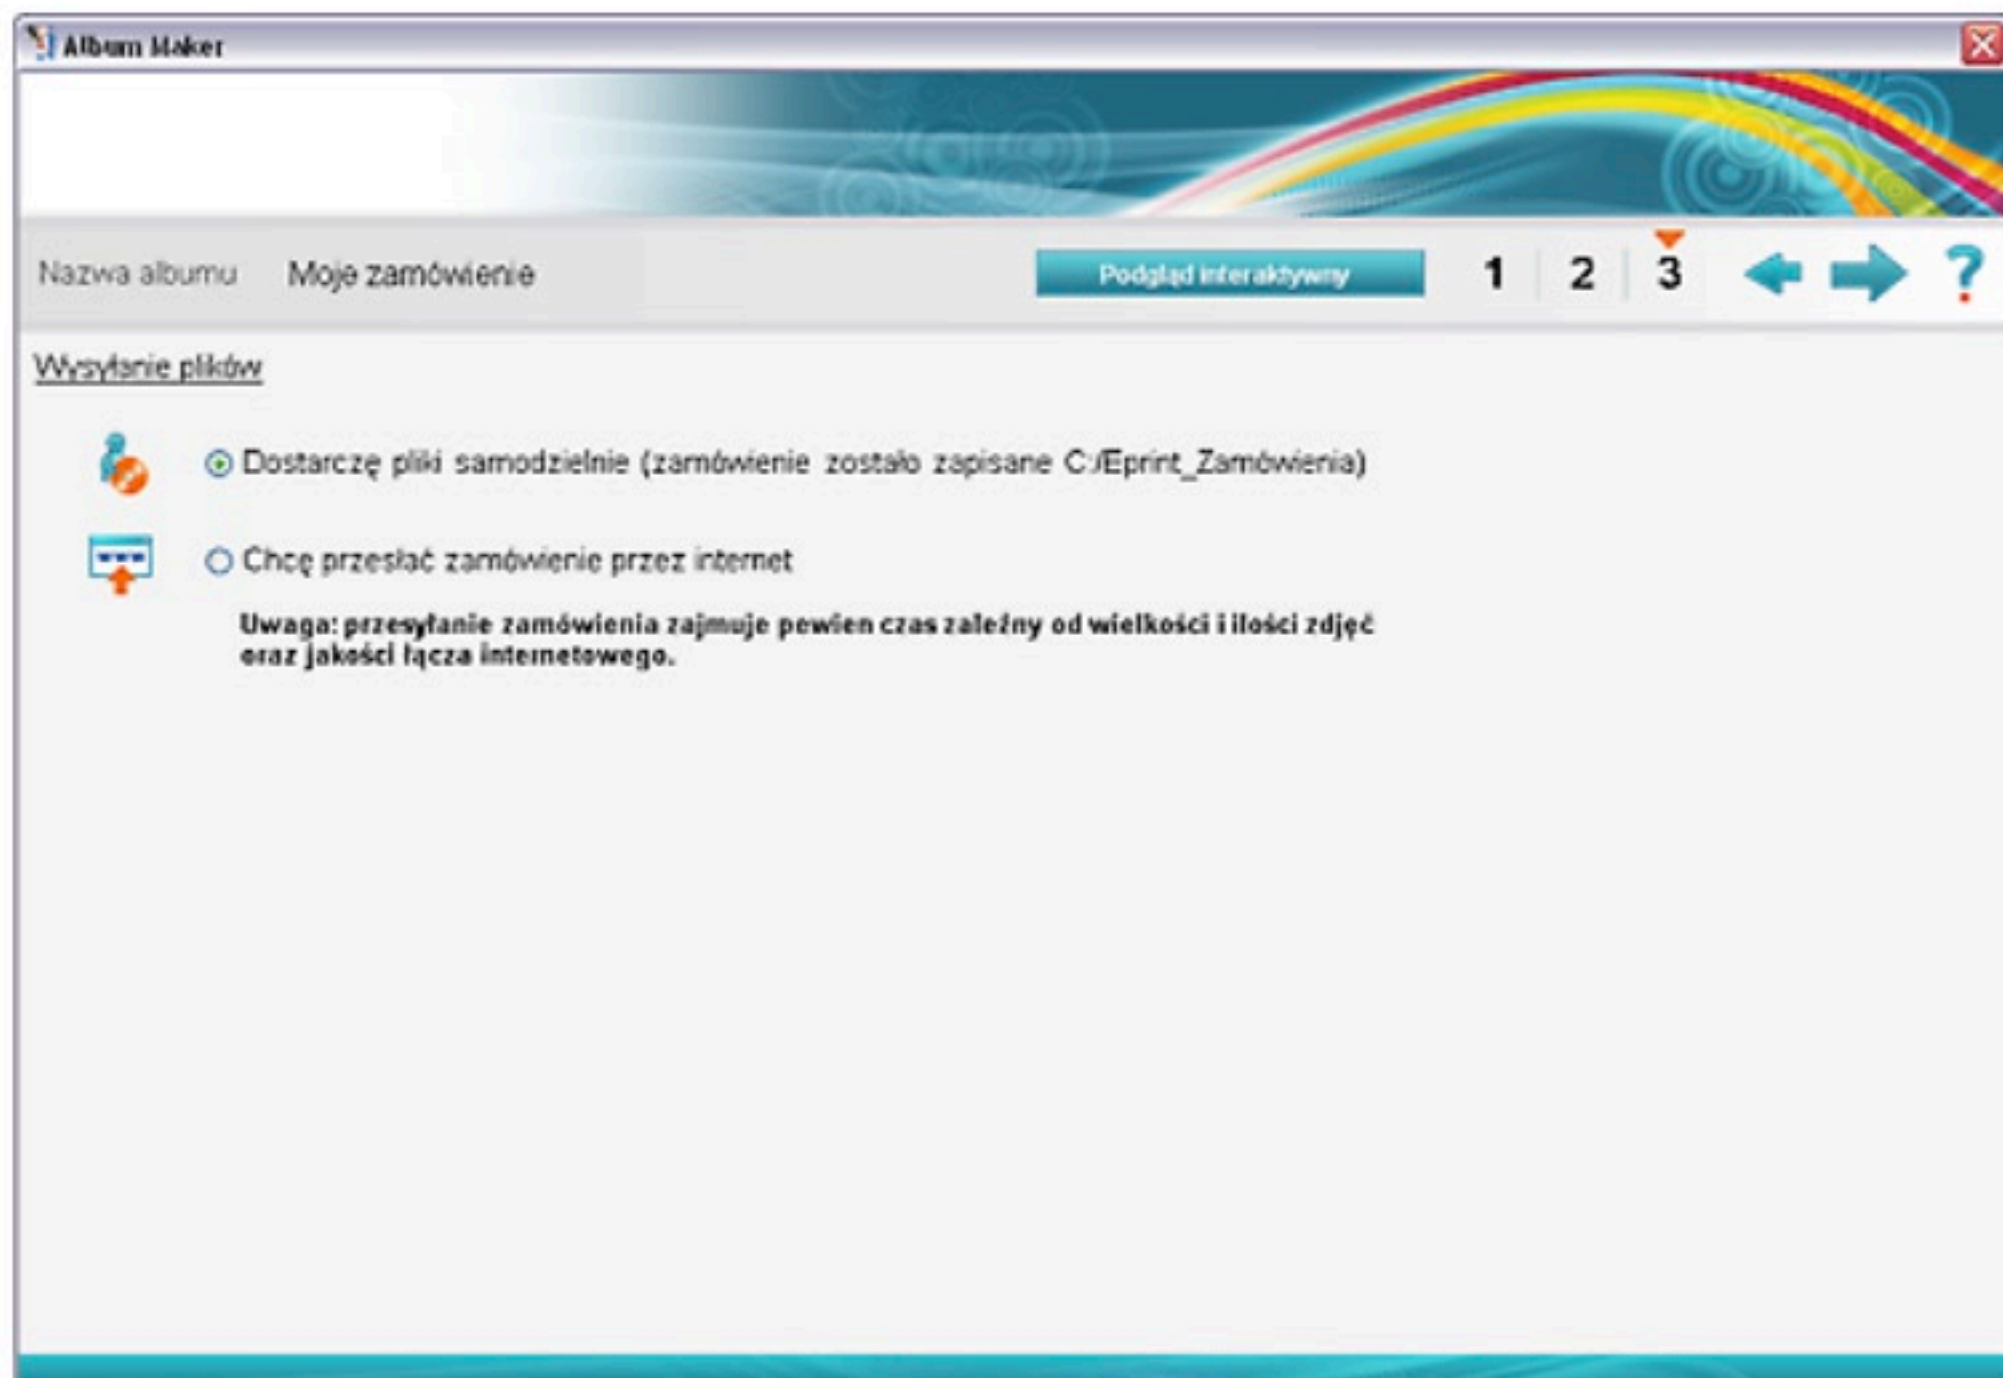 Album Maker
Nazwa albumu Moje zamówienie Podgląd interaktywny 1 2 3 ?
Wysyłanie plików
Dostarczę pliki samodzielnie (zamówienie zostało zapisane C:/Eprint_Zamówienia)
Chcę przesłać zamówienie przez internet
Uwaga: przesyłanie zamówienia zajmuje pewien czas zależny od wielkości i ilości zdjęć
oraz jakości łącza internetowego.